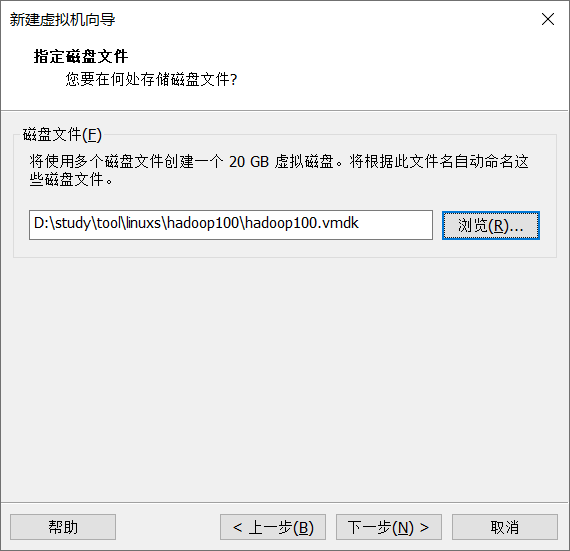 新建虚拟机向导
指定磁盘文件
您要在何处存储磁盘文件?
磁盘文件(F)
将使用多个磁盘文件创建一个 20 GB 虚拟磁盘。将根据此文件名自动命名这
些磁盘文件。
D:\study\tool\linuxs\hadoop100\hadoop100.vmdk
浏览(R)...
帮助
< 上一步(B)
下一步(N) >
取消